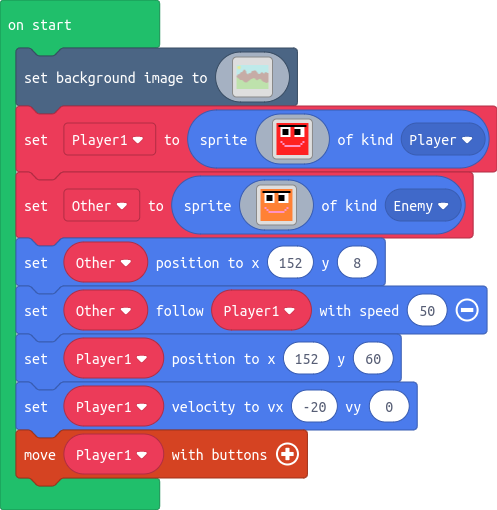 on start
set background image to
set Player1 to sprite of kind Player
set Other to sprite of kind Enemy
set Other position to x 152 y 8
set Other follow Player1 with speed 50
set Player1 position to x 152 y 60
set Player1 velocity to vx -20 vy 0
move Player1 with buttons